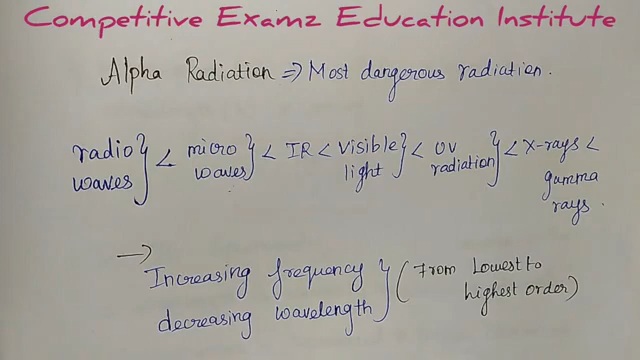 Competitive Examz Education Institute
Alpha Radiation ⇒ Most dangerous radiation.
radio waves } < micro waves } < IR < Visible light } < UV radiation } < X-rays < gumma rays.
→
Increasing frequency
decreasing wavelength } (From Lowest to highest order)